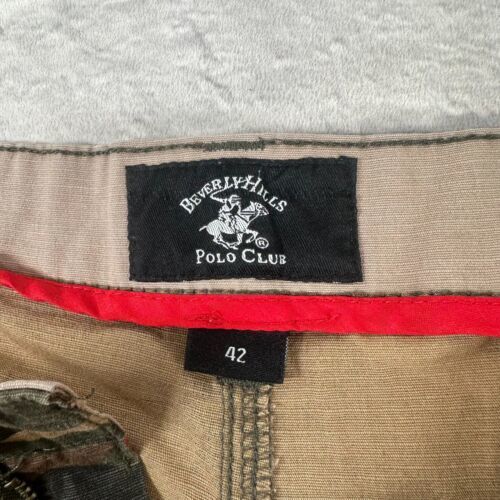 BEVERLY HILLS
®
POLO CLUB
42